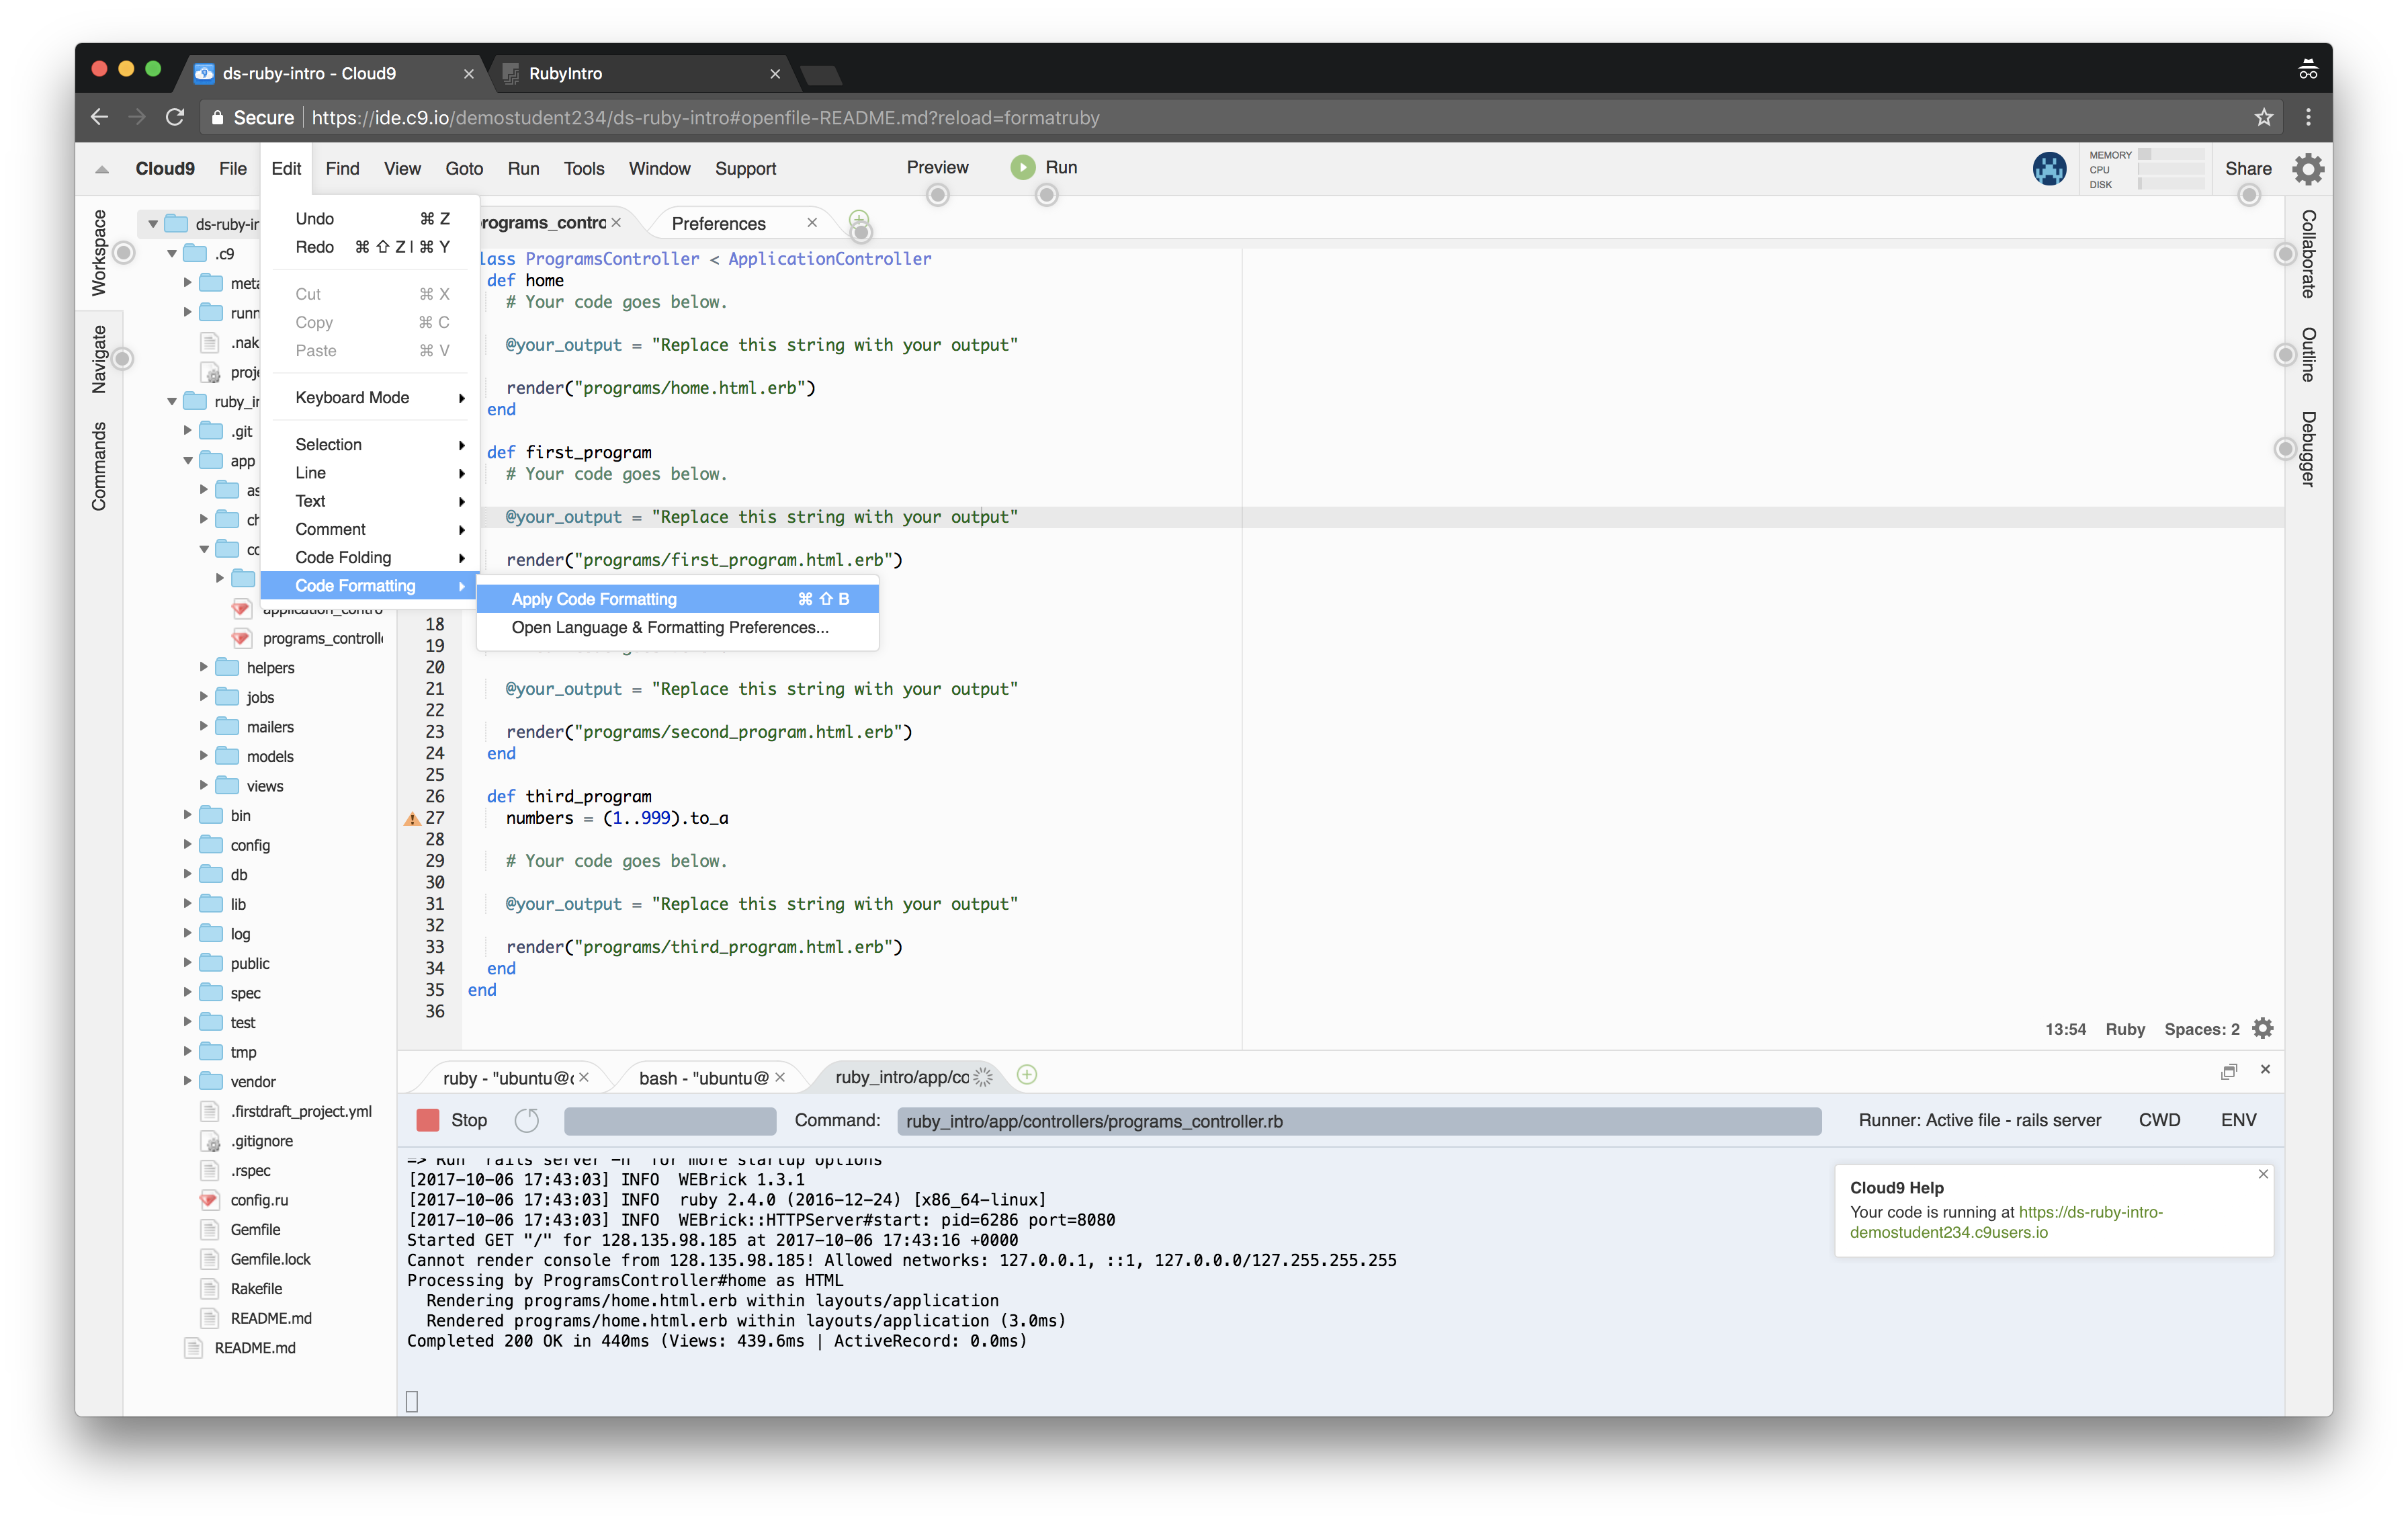 ds-ruby-intro - Cloud9
RubyIntro
Secure https://ide.c9.io/demostudent234/ds-ruby-intro#openfile-README.md?reload=formatruby
Cloud9 File Edit Find View Goto Run Tools Window Support Preview Run
MEMORY
CPU
DISK
Share
Workspace
Navigate
Commands
ds-ruby-in
.c9
meta
runn
.nak
proje
ruby_in
.git
app
as
ch
co
application_contro
programs_controlle
helpers
jobs
mailers
models
views
bin
config
db
lib
log
public
spec
test
tmp
vendor
.firstdraft_project.yml
.gitignore
.rspec
config.ru
Gemfile
Gemfile.lock
Rakefile
README.md
README.md
Undo ⌘ Z
Redo ⌘ ⇧ Z | ⌘ Y
Cut ⌘ X
Copy ⌘ C
Paste ⌘ V
Keyboard Mode
Selection
Line
Text
Comment
Code Folding
Code Formatting
Apply Code Formatting ⌘ ⇧ B
Open Language & Formatting Preferences...
programs_contro
Preferences
class ProgramsController < ApplicationController
def home
# Your code goes below.
@your_output = "Replace this string with your output"
render("programs/home.html.erb")
end
def first_program
# Your code goes below.
@your_output = "Replace this string with your output"
render("programs/first_program.html.erb")
18
19
20
21 @your_output = "Replace this string with your output"
22
23 render("programs/second_program.html.erb")
24 end
25
26 def third_program
27 numbers = (1..999).to_a
28
29 # Your code goes below.
30
31 @your_output = "Replace this string with your output"
32
33 render("programs/third_program.html.erb")
34 end
35 end
36
13:54 Ruby Spaces: 2
Collaborate
Outline
Debugger
ruby - "ubuntu@
bash - "ubuntu@
ruby_intro/app/co
Stop
Command: ruby_intro/app/controllers/programs_controller.rb
Runner: Active file - rails server CWD ENV
=> Run `rails server -h` for more startup options
[2017-10-06 17:43:03] INFO  WEBrick 1.3.1
[2017-10-06 17:43:03] INFO  ruby 2.4.0 (2016-12-24) [x86_64-linux]
[2017-10-06 17:43:03] INFO  WEBrick::HTTPServer#start: pid=6286 port=8080
Started GET "/" for 128.135.98.185 at 2017-10-06 17:43:16 +0000
Cannot render console from 128.135.98.185! Allowed networks: 127.0.0.1, ::1, 127.0.0.0/127.255.255.255
Processing by ProgramsController#home as HTML
Rendering programs/home.html.erb within layouts/application
Rendered programs/home.html.erb within layouts/application (3.0ms)
Completed 200 OK in 440ms (Views: 439.6ms | ActiveRecord: 0.0ms)
Cloud9 Help
Your code is running at https://ds-ruby-intro-
demostudent234.c9users.io